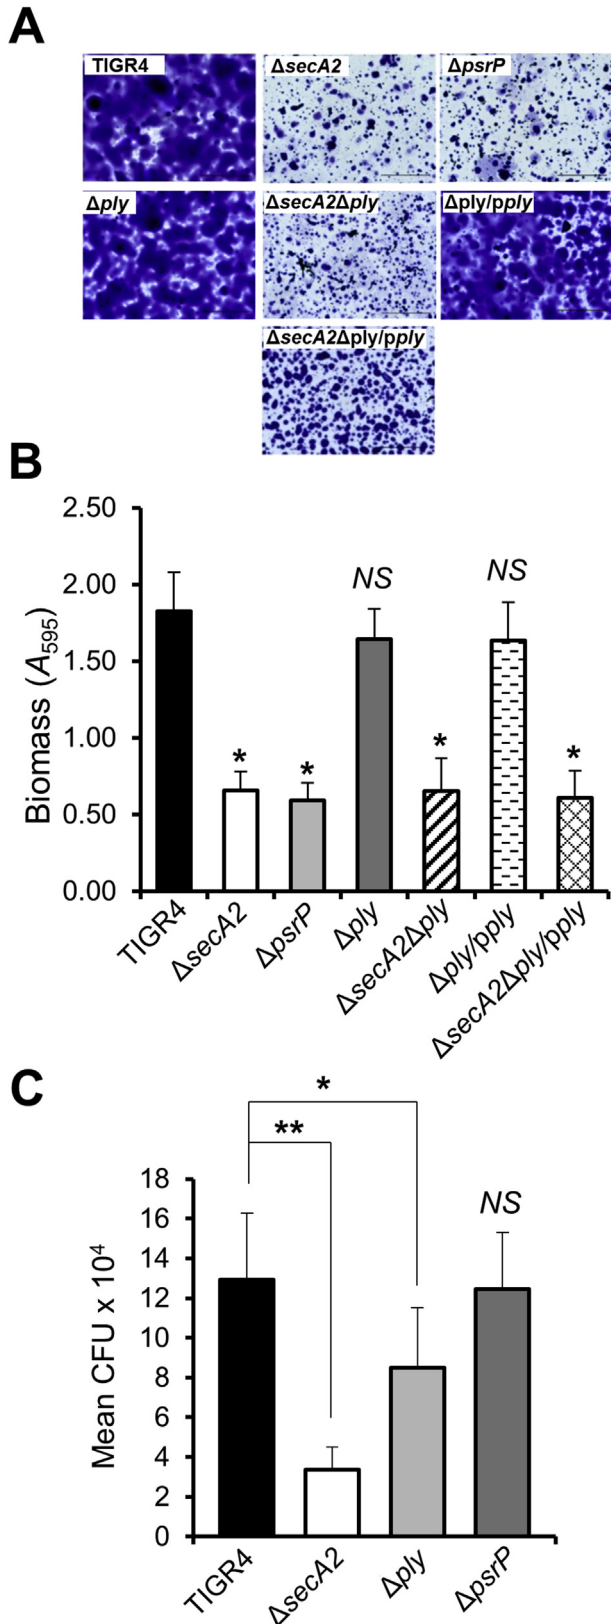 A
TIGR4
ΔsecA2
ΔpsrP
Δply
ΔsecA2Δply
Δply/pply
ΔsecA2Δply/pply
B
2.50
2.00
1.50
1.00
0.50
0.00
Biomass (A595)
*
*
NS
*
NS
*
TIGR4
ΔsecA2
ΔpsrP
Δply
ΔsecA2Δply
Δply/pply
ΔsecA2Δply/pply
C
*
**
NS
18
16
14
12
10
8
6
4
2
0
Mean CFU x 10⁴
TIGR4
ΔsecA2
Δply
ΔpsrP